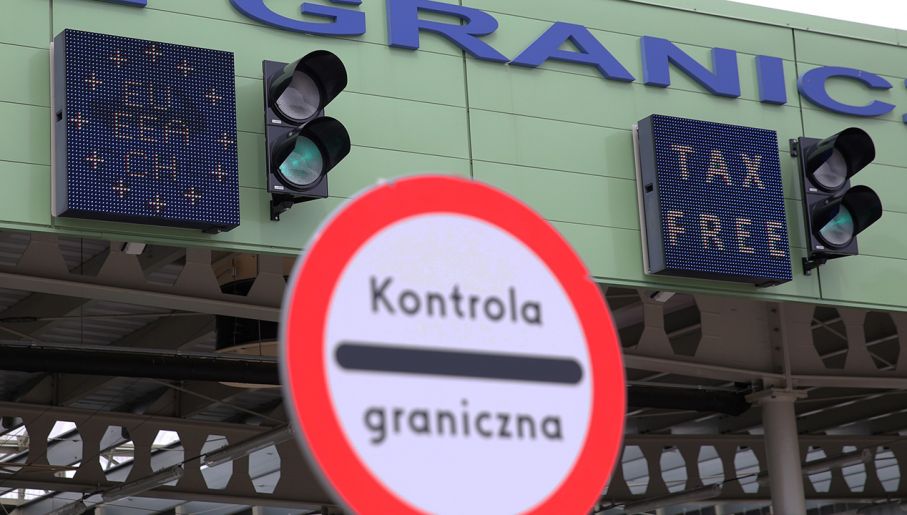 GRANIC
EU
EEA
CH
TAX
FREE
Kontrola
graniczna